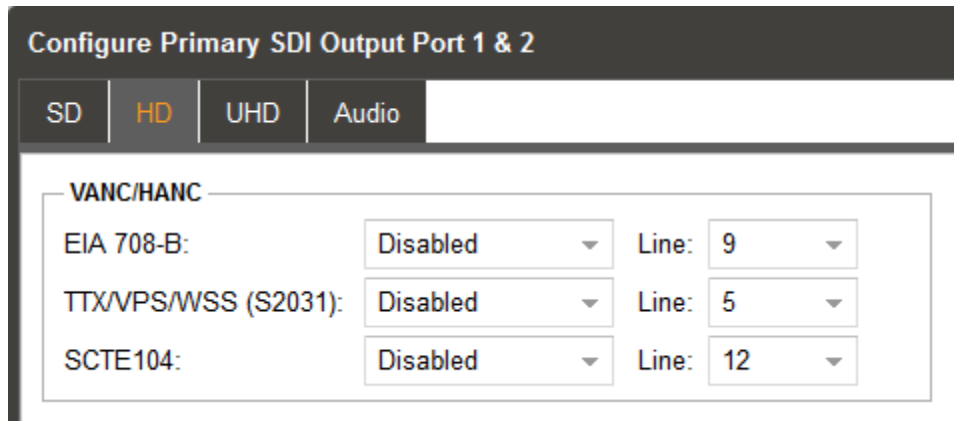 Configure Primary SDI Output Port 1 & 2
SD HD UHD Audio
VANC/HANC
EIA 708-B: Disabled Line: 9
TTX/VPS/WSS (S2031): Disabled Line: 5
SCTE104: Disabled Line: 12